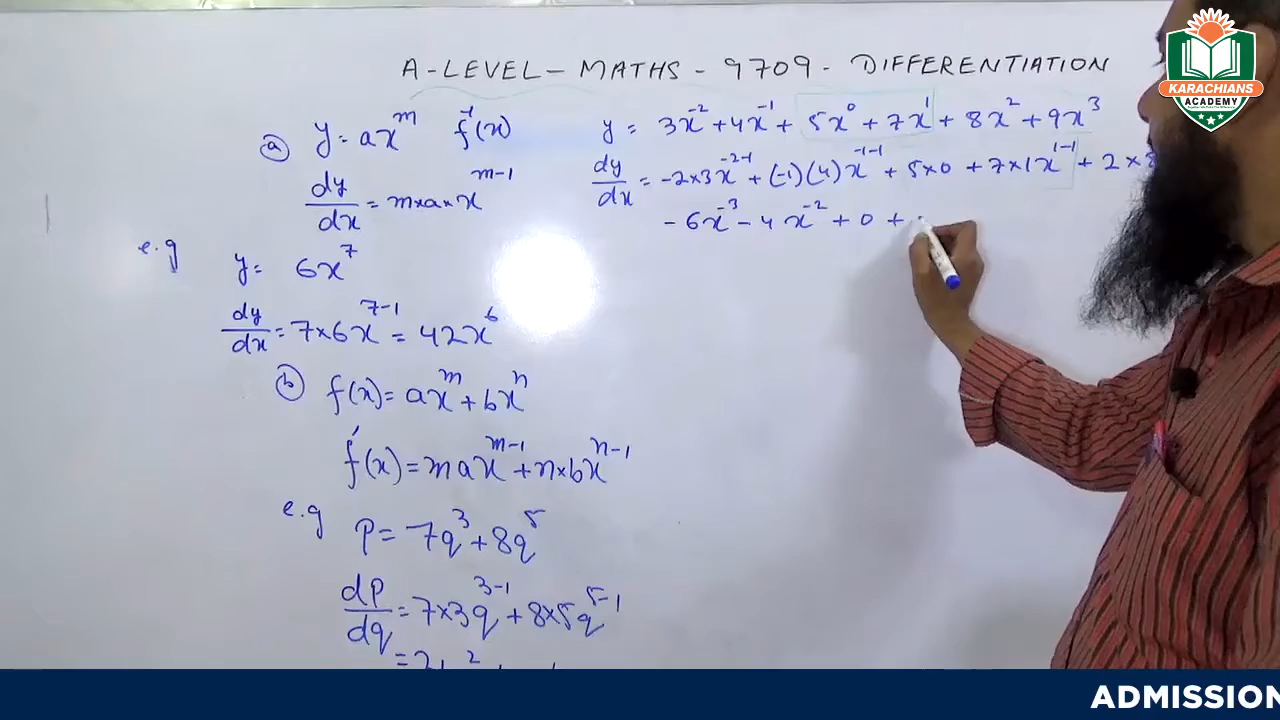 A-LEVEL-MATHS-9709-DIFFERENTIATION
ⓐ y=ax^m f^-1(x)
dy/dx = m×a×x^m-1
e.g y= 6x^7
dy/dx = 7×6x^7-1 = 42x^6
ⓑ f(x)=ax^m+bx^n
f'(x)=max^m-1+n×bx^n-1
e.g P= 7q^3+8q^5
dP/dq = 7×3q^3-1+8×5q^5-1
y= 3x^-2+4x^-1+5x^0+7x^1+8x^2+9x^3
dy/dx = -2×3x^-2-1+(-1)(4)x^-1-1+5×0+7×1x^1-1+2×8
-6x^-3-4x^-2+0+
KARACHIANS
ACADEMY
ADMISSION